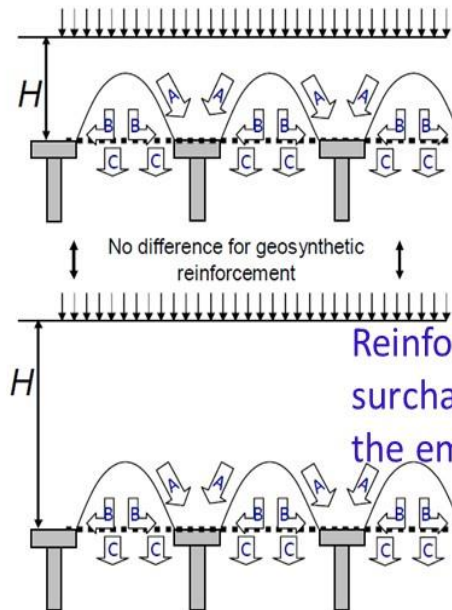 H
A A A A
B B B B B B
C C C C C C
No difference for geosynthetic
reinforcement
H
Reinfo
surcha
the em
A A A A
B B B B B B
C C C C C C